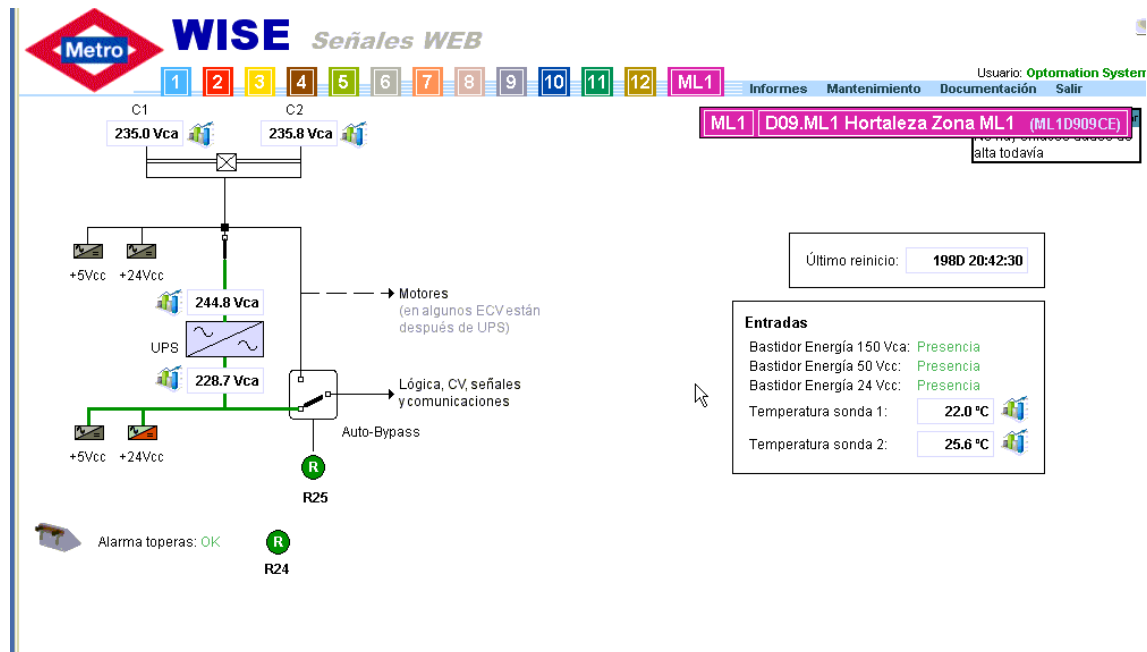 Metro
WISE Señales WEB
Usuario: Optomation System
1 2 3 4 5 6 7 8 9 10 11 12 ML1
Informes Mantenimiento Documentación Salir
C1 C2
235.0 Vca 235.8 Vca
ML1 D09.ML1 Hortaleza Zona ML1 (ML1D909CE)
alta todavía
+5Vcc +24Vcc
Último reinicio: 198D 20:42:30
244.8 Vca
Motores
(en algunos ECV están
después de UPS)
UPS
228.7 Vca
Lógica, CV, señales
y comunicaciones
Auto-Bypass
+5Vcc +24Vcc
R
R25
Entradas
Bastidor Energía 150 Vca: Presencia
Bastidor Energía 50 Vcc: Presencia
Bastidor Energía 24 Vcc: Presencia
Temperatura sonda 1: 22.0 ºC
Temperatura sonda 2: 25.6 ºC
Alarma toperas: OK
R
R24